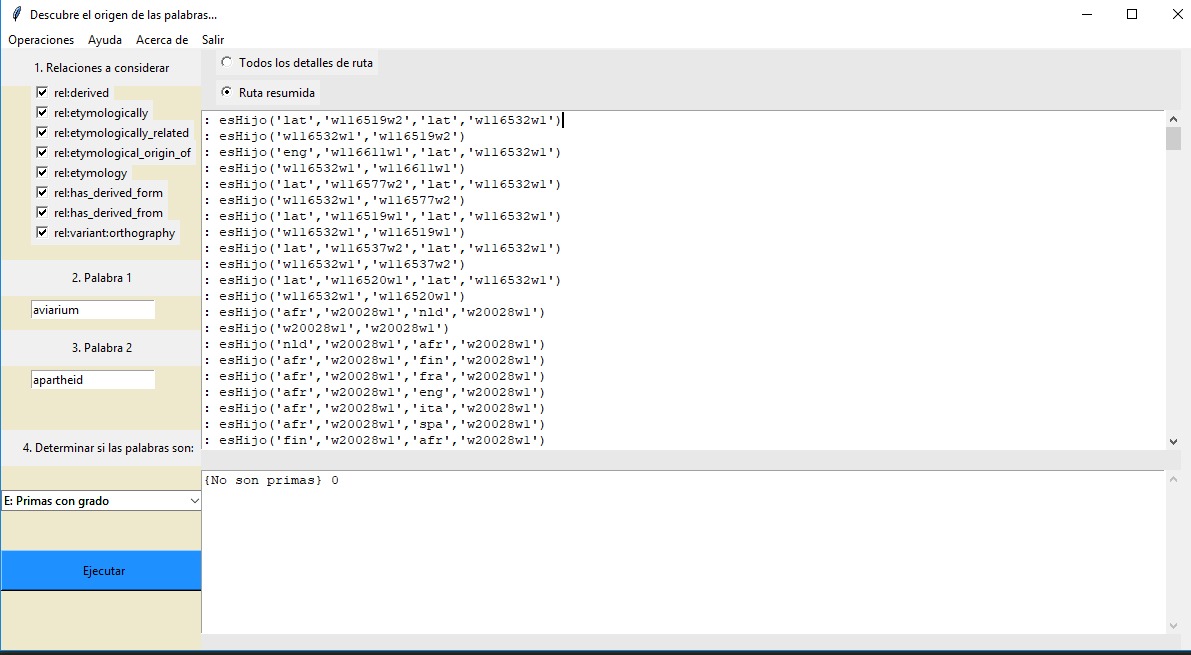 Descubre el origen de las palabras...
Operaciones Ayuda Acerca de Salir
1. Relaciones a considerar
rel:derived
rel:etymologically
rel:etymologically_related
rel:etymological_origin_of
rel:etymology
rel:has_derived_form
rel:has_derived_from
rel:variant:orthography
2. Palabra 1
aviarium
3. Palabra 2
apartheid
4. Determinar si las palabras son:
E: Primas con grado
Ejecutar
Todos los detalles de ruta
Ruta resumida
: esHijo('lat','w116519w2','lat','w116532w1')
: esHijo('w116532w1','w116519w2')
: esHijo('eng','w116611w1','lat','w116532w1')
: esHijo('w116532w1','w116611w1')
: esHijo('lat','w116577w2','lat','w116532w1')
: esHijo('w116532w1','w116577w2')
: esHijo('lat','w116519w1','lat','w116532w1')
: esHijo('w116532w1','w116519w1')
: esHijo('lat','w116537w2','lat','w116532w1')
: esHijo('w116532w1','w116537w2')
: esHijo('lat','w116520w1','lat','w116532w1')
: esHijo('w116532w1','w116520w1')
: esHijo('afr','w20028w1','nld','w20028w1')
: esHijo('w20028w1','w20028w1')
: esHijo('nld','w20028w1','afr','w20028w1')
: esHijo('afr','w20028w1','fin','w20028w1')
: esHijo('afr','w20028w1','fra','w20028w1')
: esHijo('afr','w20028w1','eng','w20028w1')
: esHijo('afr','w20028w1','ita','w20028w1')
: esHijo('afr','w20028w1','spa','w20028w1')
: esHijo('fin','w20028w1','afr','w20028w1')
{No son primas} 0